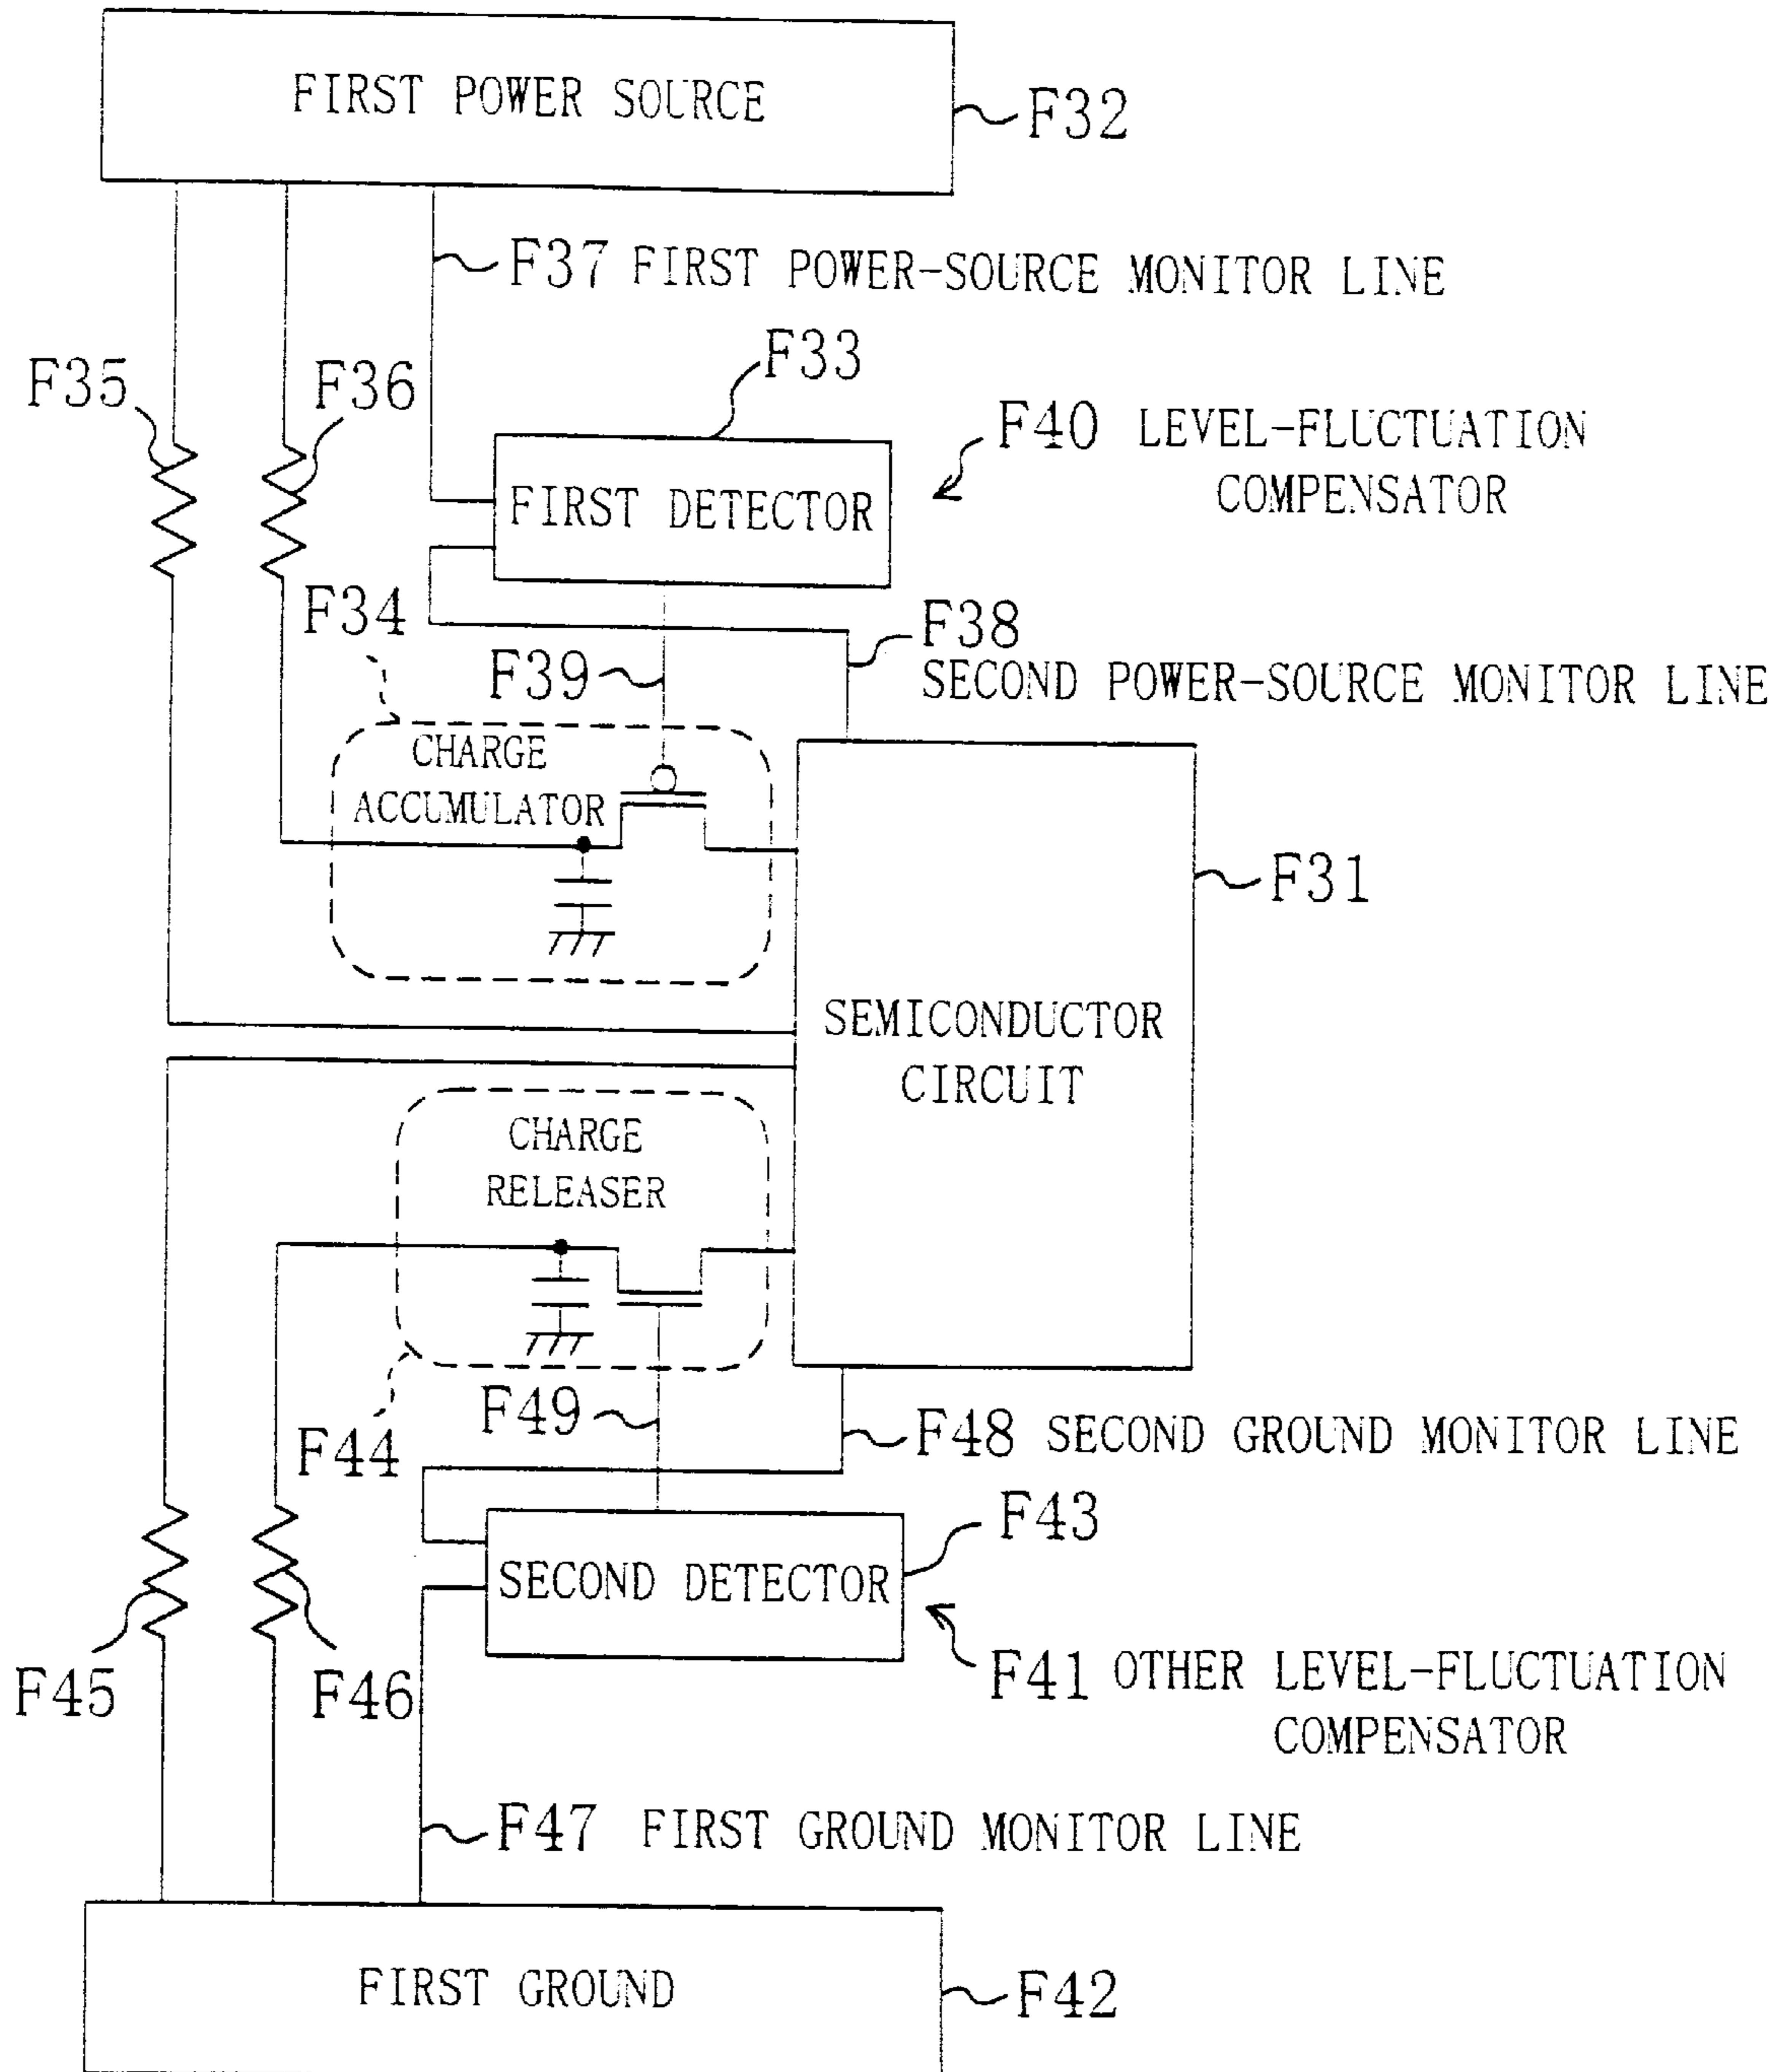 FIRST POWER SOURCE
F32
F37 FIRST POWER-SOURCE MONITOR LINE
F35
F36
F33
F40 LEVEL-FLUCTUATION
COMPENSATOR
FIRST DETECTOR
F34
F38
F39
SECOND POWER-SOURCE MONITOR LINE
CHARGE
ACCUMULATOR
F31
SEMICONDUCTOR
CIRCUIT
CHARGE
RELEASER
F49
F44
F48 SECOND GROUND MONITOR LINE
F43
SECOND DETECTOR
F45
F46
F41 OTHER LEVEL-FLUCTUATION
COMPENSATOR
F47 FIRST GROUND MONITOR LINE
FIRST GROUND
F42